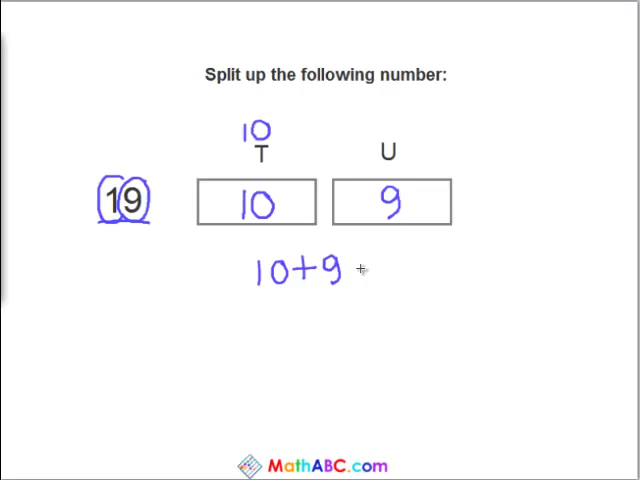 Split up the following number:
10
T U
19 10 9
10+9
MathABC.com